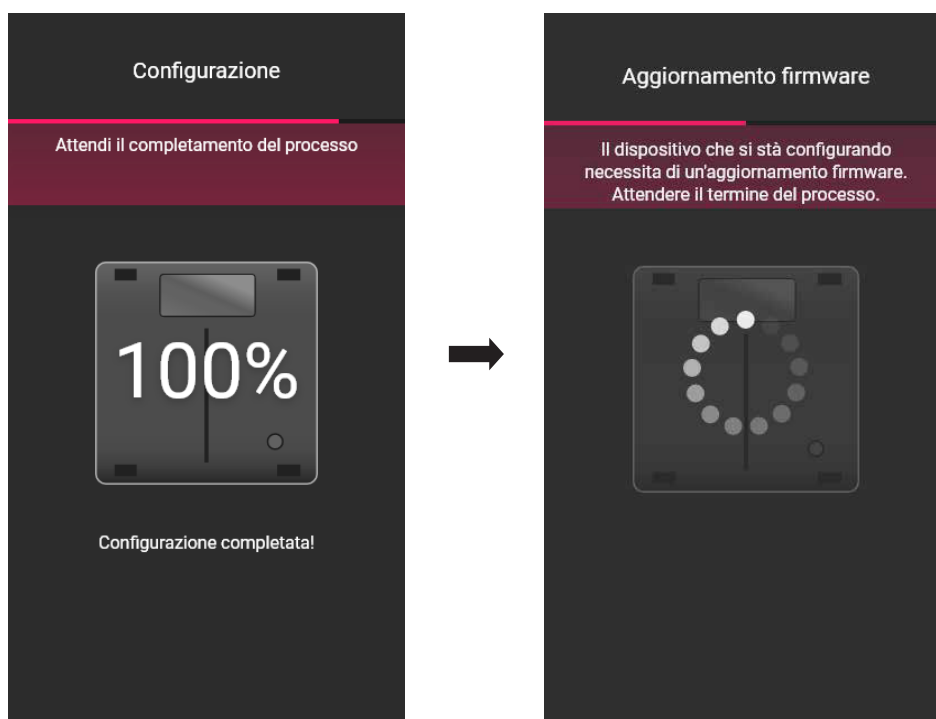 Configurazione
Attendi il completamento del processo
100%
Configurazione completata!
Aggiornamento firmware
Il dispositivo che si stà configurando
necessita di un'aggiornamento firmware.
Attendere il termine del processo.